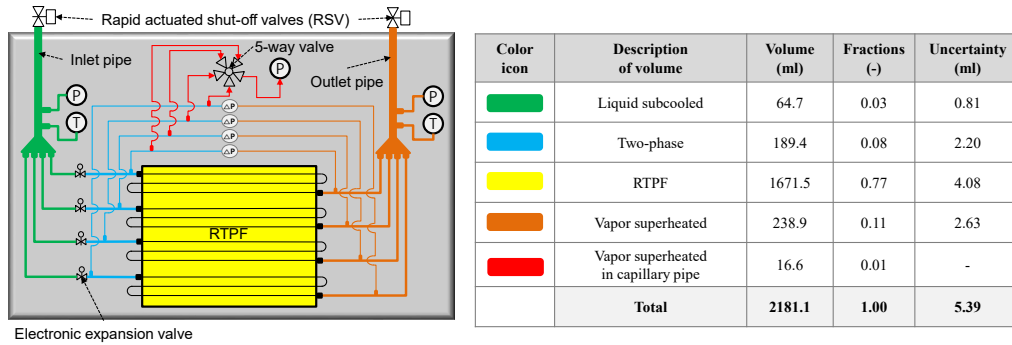 Rapid actuated shut-off valves (RSV)
Inlet pipe
5-way valve
Outlet pipe
P
P
T
P
T
ΔP
ΔP
ΔP
ΔP
RTPF
Electronic expansion valve
Color icon Description of volume Volume (ml) Fractions (-) Uncertainty (ml)
Liquid subcooled 64.7 0.03 0.81
Two-phase 189.4 0.08 2.20
RTPF 1671.5 0.77 4.08
Vapor superheated 238.9 0.11 2.63
Vapor superheated in capillary pipe 16.6 0.01 -
Total 2181.1 1.00 5.39